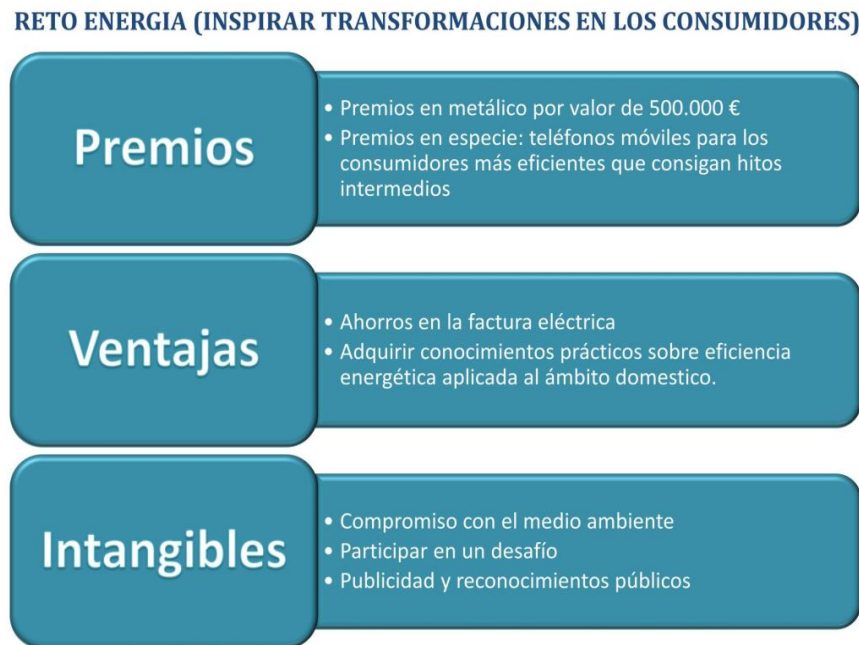 RETO ENERGIA (INSPIRAR TRANSFORMACIONES EN LOS CONSUMIDORES)
Premios
• Premios en metálico por valor de 500.000 €
• Premios en especie: teléfonos móviles para los
consumidores más eficientes que consigan hitos
intermedios
Ventajas
• Ahorros en la factura eléctrica
• Adquirir conocimientos prácticos sobre eficiencia
energética aplicada al ámbito domestico.
Intangibles
• Compromiso con el medio ambiente
• Participar en un desafío
• Publicidad y reconocimientos públicos